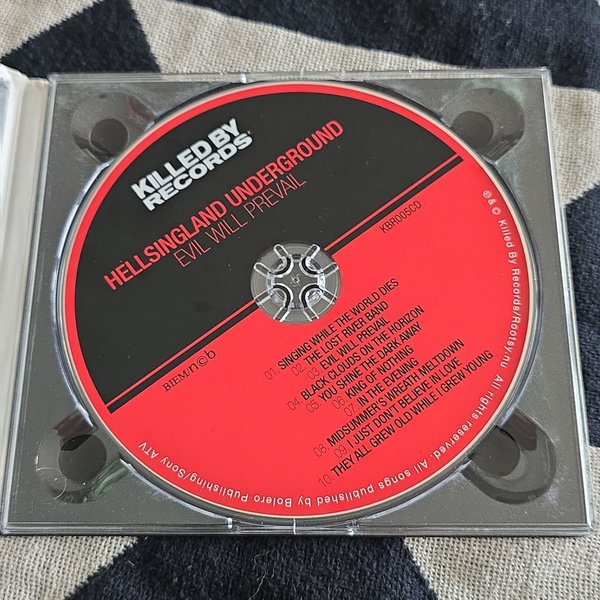 KILLED BY
RECORDS
HELLSINGLAND UNDERGROUND
EVIL WILL PREVAIL
KBR005CD
BIEM/n©b
01. SINGING WHILE THE WORLD DIES
02. THE LOST RIVER BAND
03 EVIL WILL PREVAIL
04 BLACK CLOUDS ON THE HORIZON
05 YOU SHINE THE DARK AWAY
06 KING OF NOTHING
07. IN THE EVENING
08. MIDSUMMER'S WREATH MELTDOWN
09. I JUST DON'T BELIEVE IN LOVE
10. THEY ALL GREW OLD WHILE I GREW YOUNG
℗ & © Killed By Records/Rootsy.nu All rights reserved. All songs published by Bolero Publishing/Sony ATV